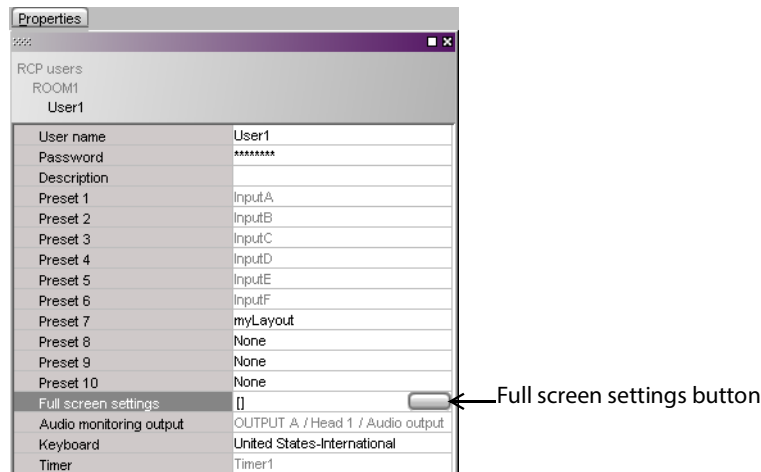 Properties
RCP users
ROOM1
User1
User name User1
Password ********
Description
Preset 1 InputA
Preset 2 InputB
Preset 3 InputC
Preset 4 InputD
Preset 5 InputE
Preset 6 InputF
Preset 7 myLayout
Preset 8 None
Preset 9 None
Preset 10 None
Full screen settings []
Full screen settings button
Audio monitoring output OUTPUT A / Head 1 / Audio output
Keyboard United States-International
Timer Timer1